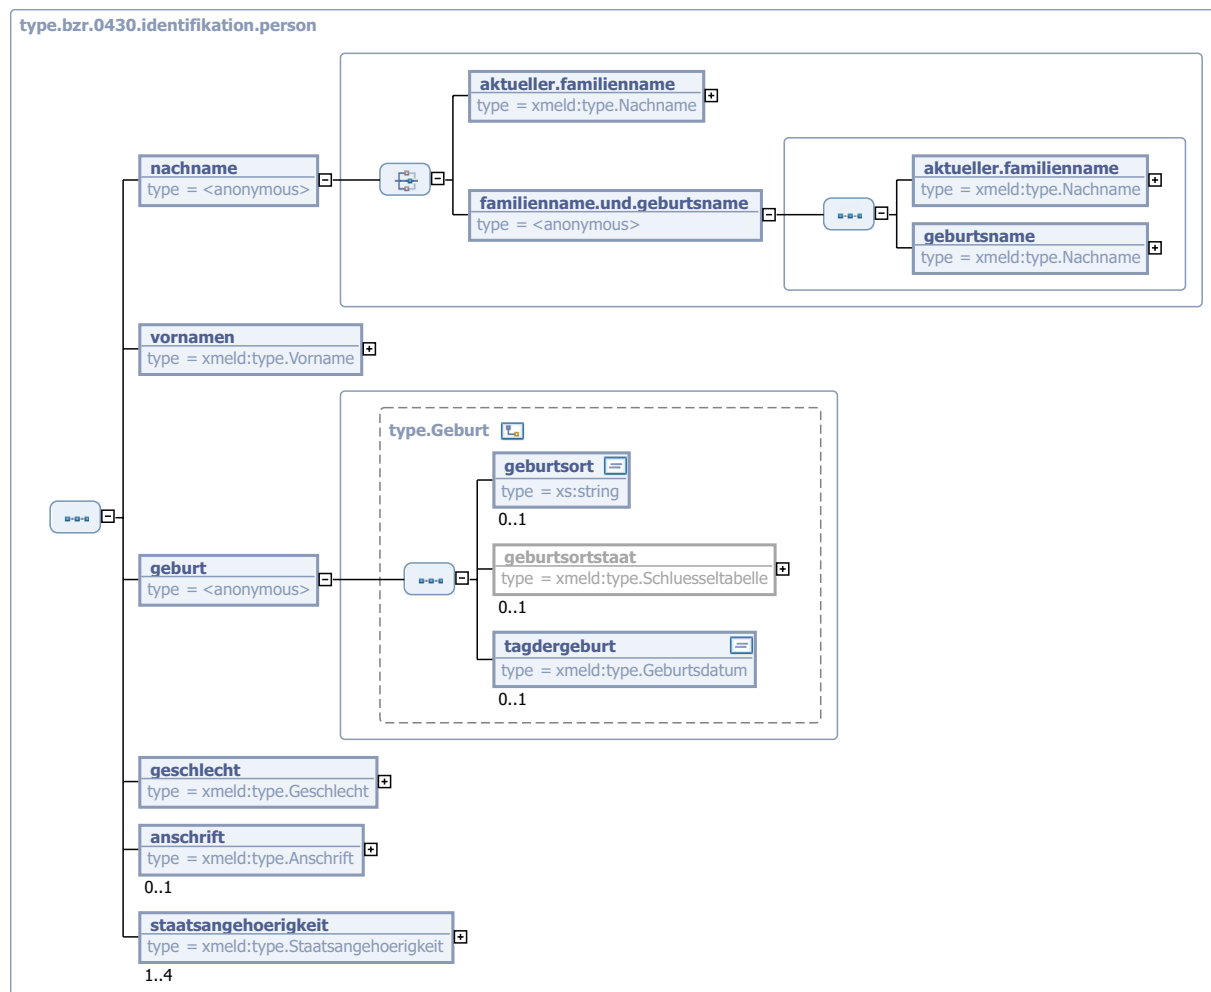 type.bzr.0430.identifikation.person
aktueller.familienname
type = xmeld:type.Nachname
nachname
type = <anonymous>
familienname.und.geburtsname
type = <anonymous>
aktueller.familienname
type = xmeld:type.Nachname
geburtsname
type = xmeld:type.Nachname
vornamen
type = xmeld:type.Vorname
type.Geburt
geburtsort
type = xs:string
0..1
geburt
type = <anonymous>
geburtsortstaat
type = xmeld:type.Schluesseltabelle
0..1
tagdergeburt
type = xmeld:type.Geburtsdatum
0..1
geschlecht
type = xmeld:type.Geschlecht
anschrift
type = xmeld:type.Anschrift
0..1
staatsangehoerigkeit
type = xmeld:type.Staatsangehoerigkeit
1..4